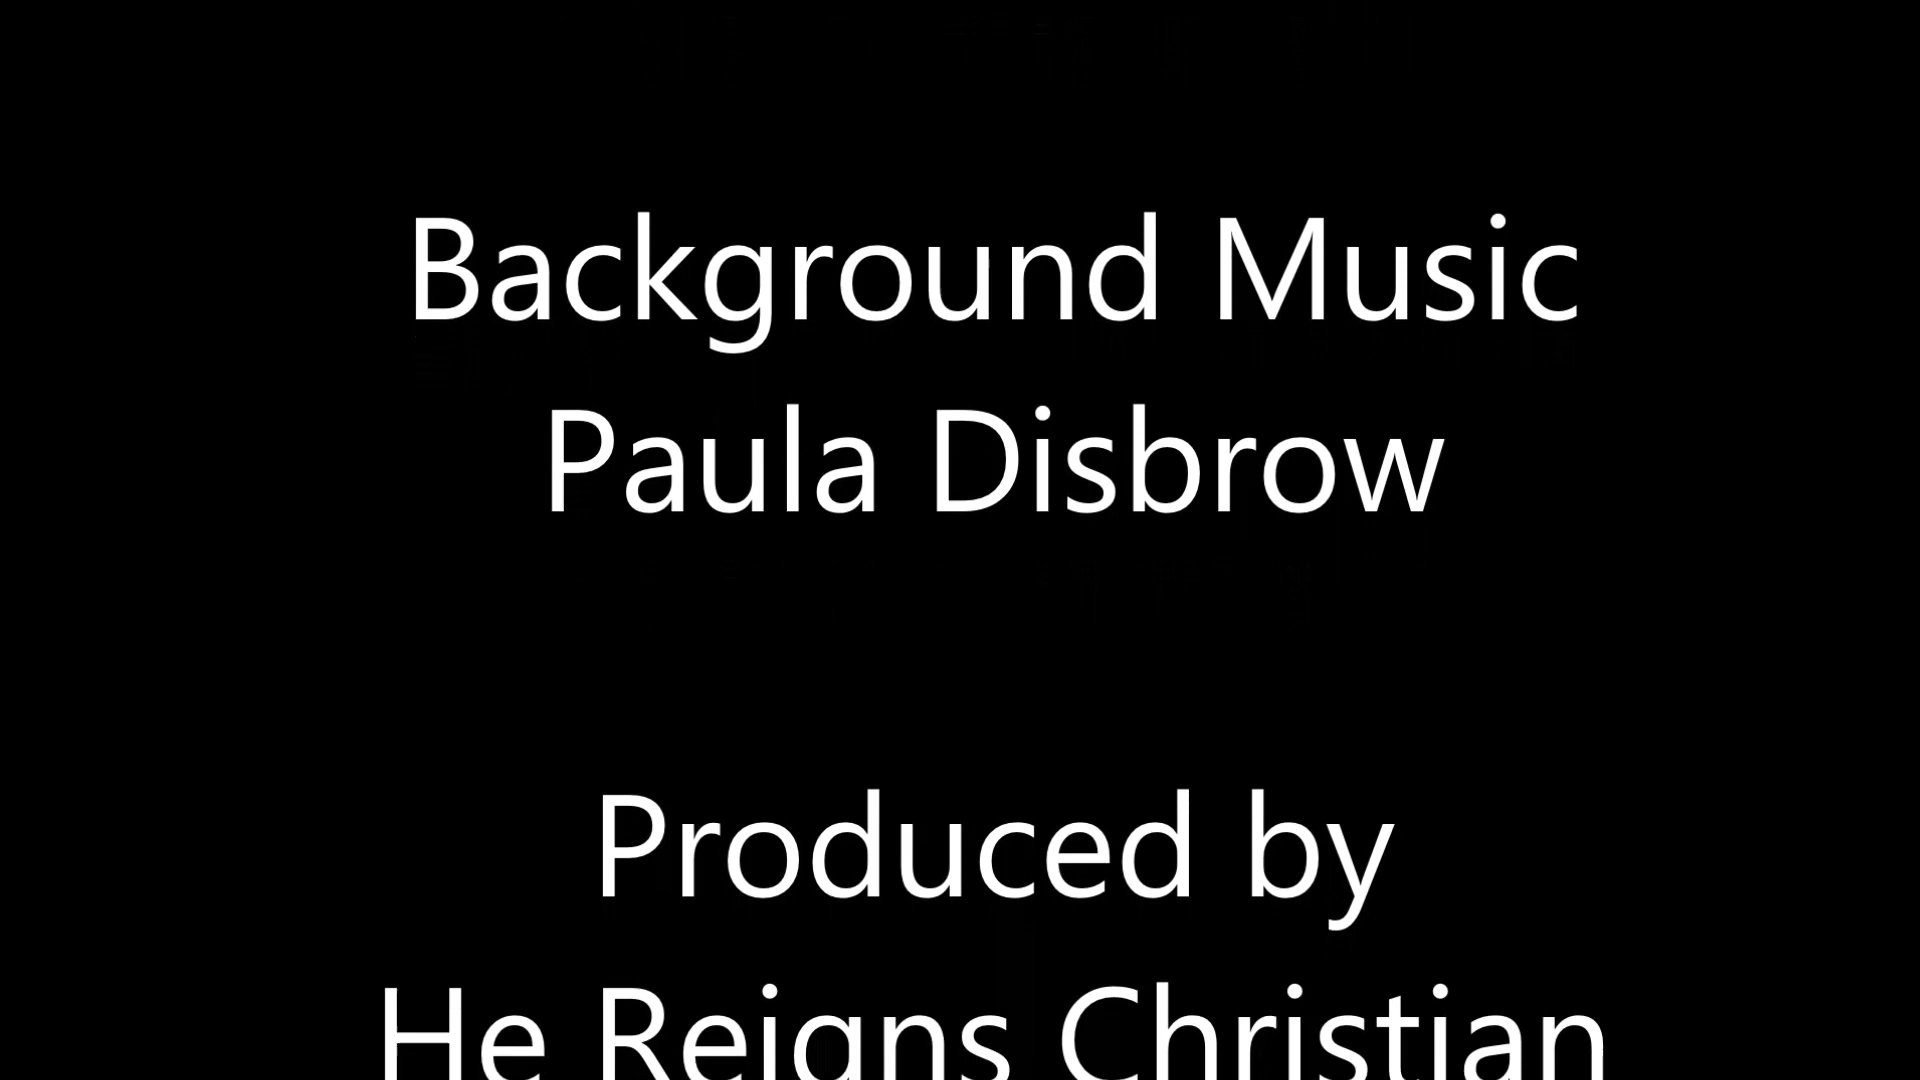 Background Music
Paula Disbrow
Produced by
He Reigns Christian